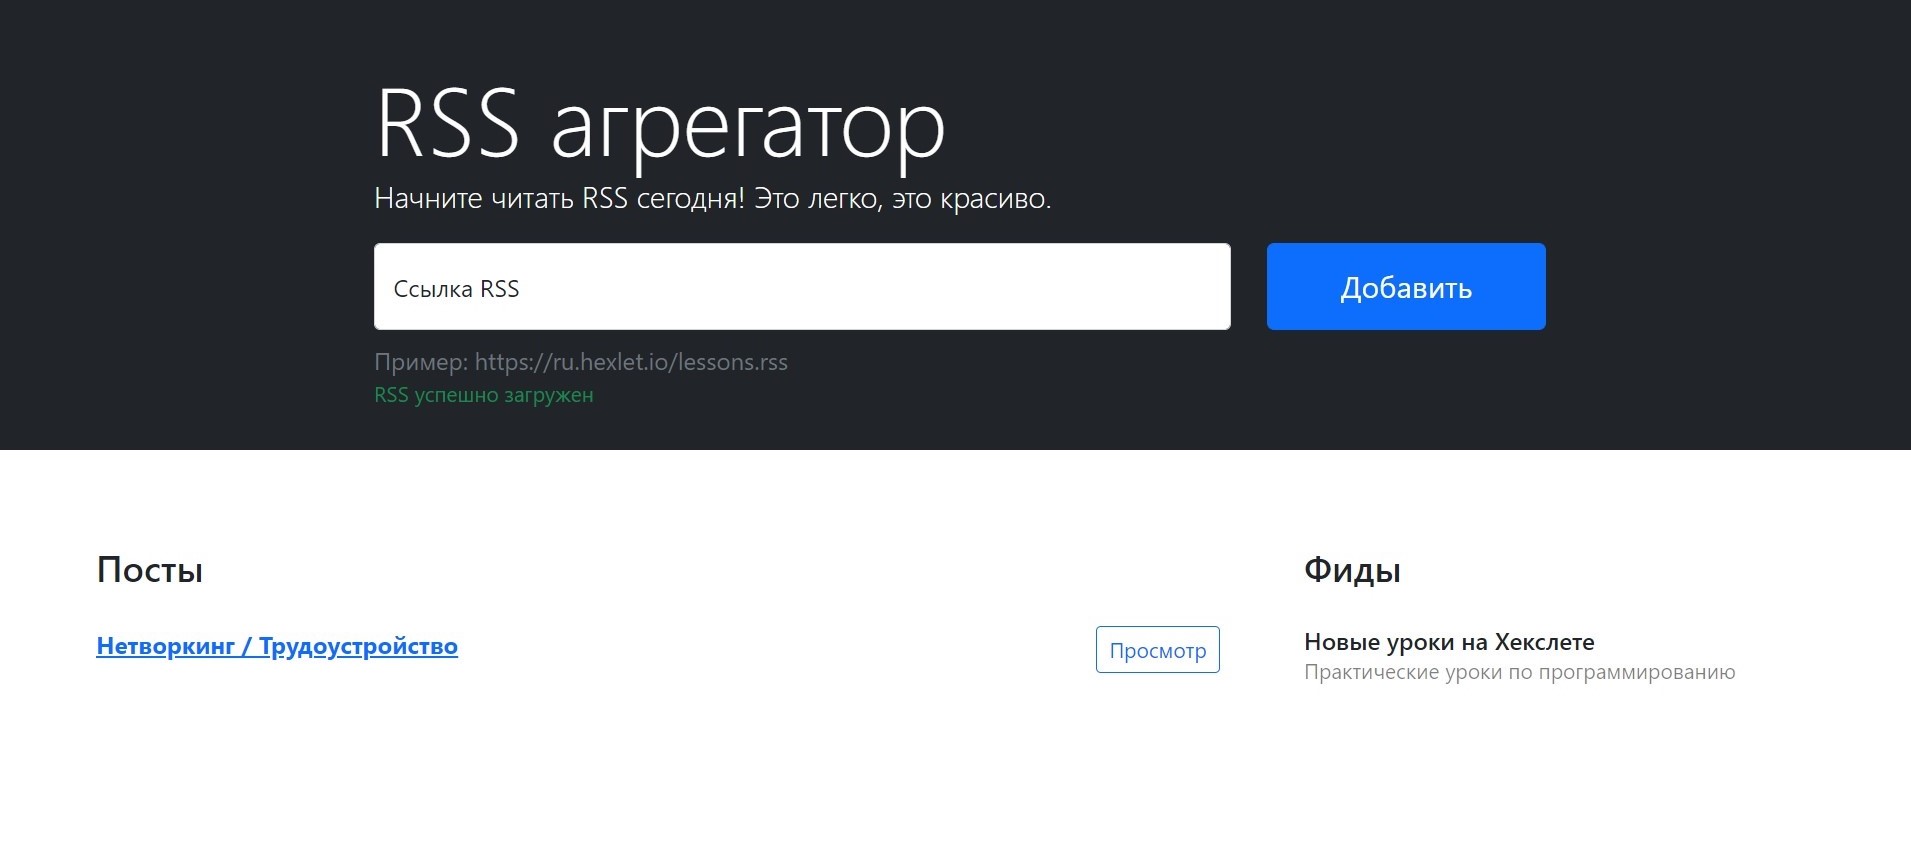 RSS агрегатор
Начните читать RSS сегодня! Это легко, это красиво.
Ссылка RSS
Добавить
Пример: https://ru.hexlet.io/lessons.rss
RSS успешно загружен
Посты
Нетворкинг / Трудоустройство
Просмотр
Фиды
Новые уроки на Хекслете
Практические уроки по программированию